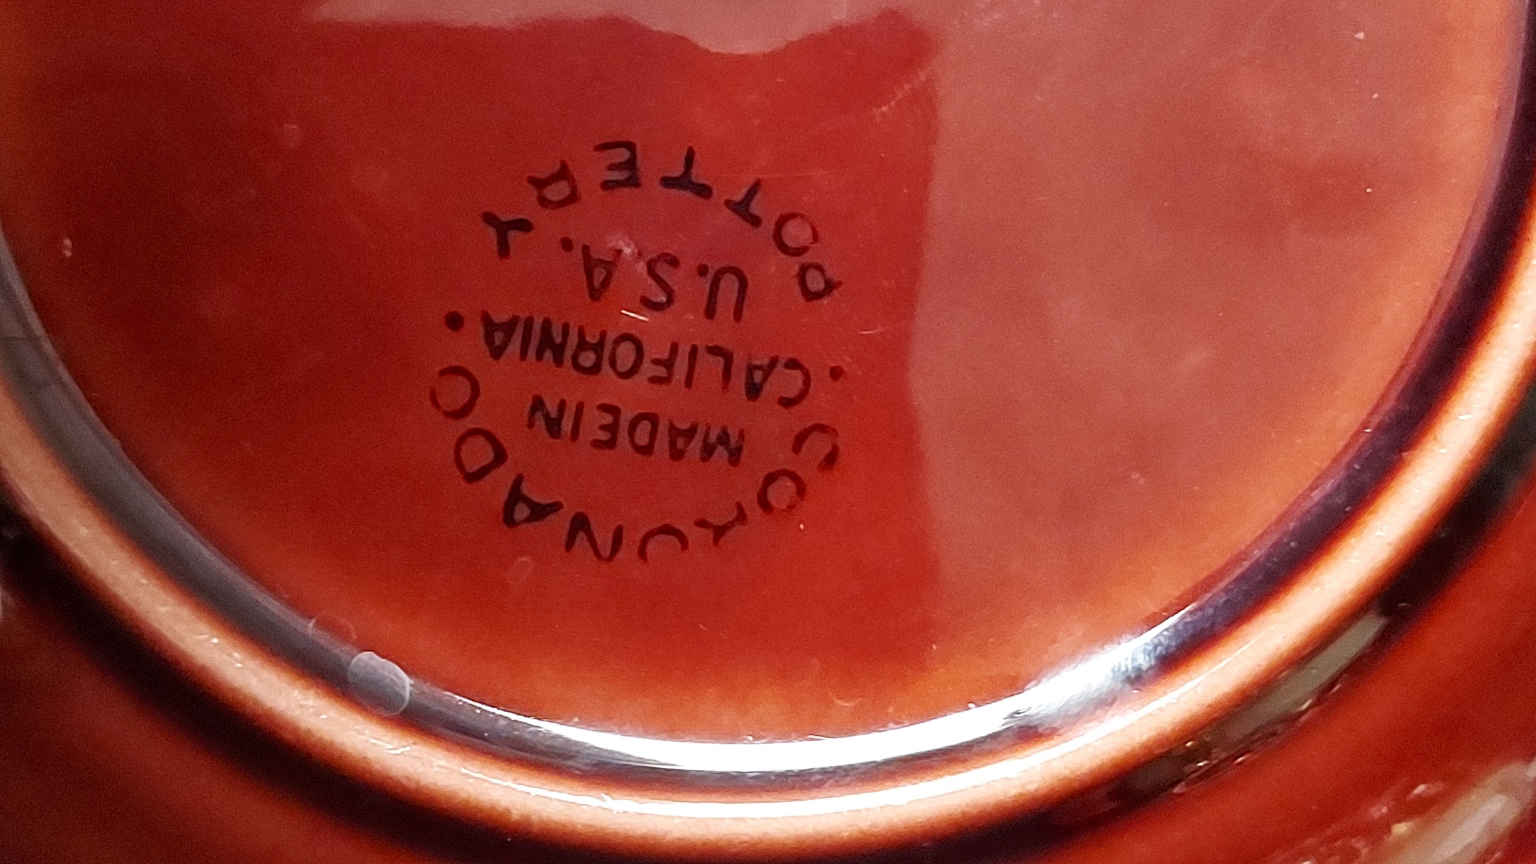 CORONADO
MADE IN
.CALIFORNIA.
U.S.A.
POTTERY